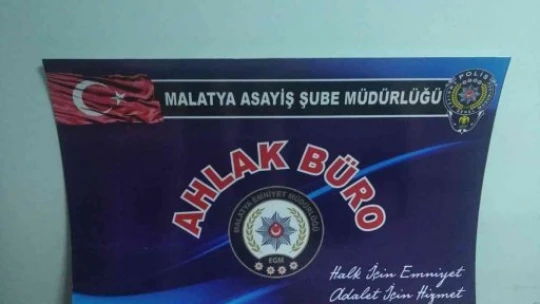 MALATYA ASAYİŞ ŞUBE MÜDÜRLÜĞÜ
POLİS
AHLAK BÜRO
MALATYA EMNİYET MÜDÜRLÜĞÜ
EGM
Halk İçin Emniyet
Adalet İçin Hizmet